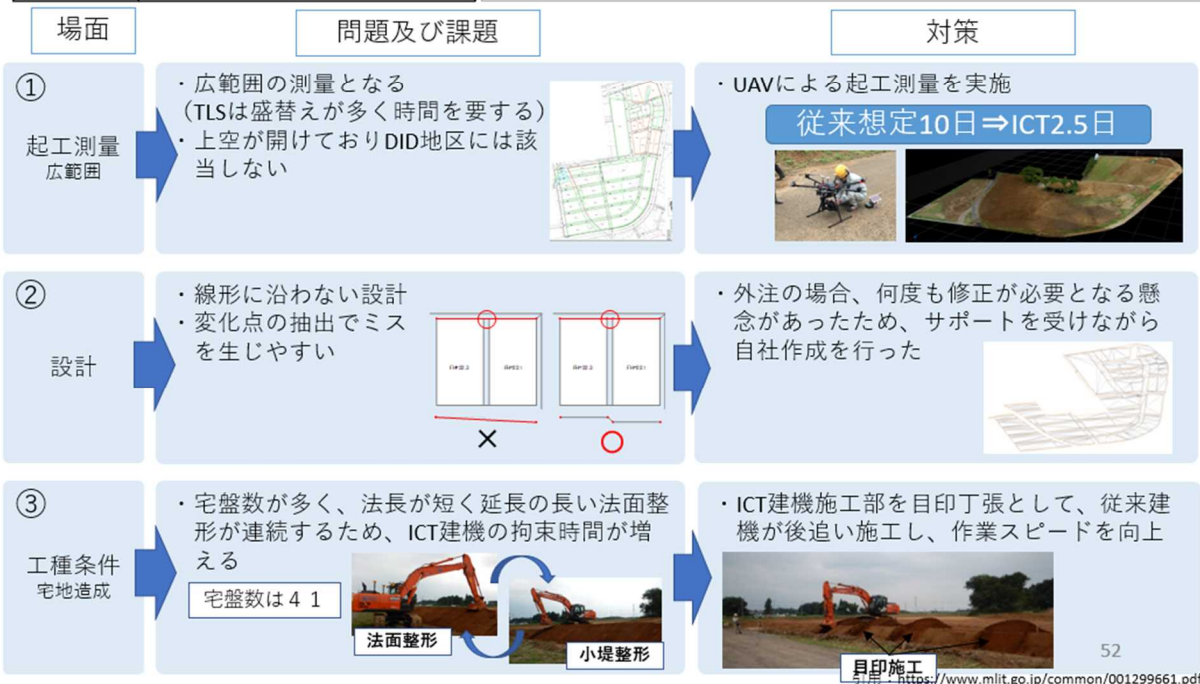 場面
問題及び課題
対策
①
起工測量
広範囲
・広範囲の測量となる
（TLSは盛替えが多く時間を要する）
・上空が開けておりDID地区には該
当しない
・UAVによる起工測量を実施
従来想定10日⇒ICT2.5日
②
設計
・線形に沿わない設計
・変化点の抽出でミス
を生じやすい
×
○
・外注の場合、何度も修正が必要となる懸
念があったため、サポートを受けながら
自社作成を行った
③
工種条件
宅地造成
・宅盤数が多く、法長が短く延長の長い法面整
形が連続するため、ICT建機の拘束時間が増
える
宅盤数は４１
法面整形
小堤整形
・ICT建機施工部を目印丁張として、従来建
機が後追い施工し、作業スピードを向上
目印施工
52
引用：https://www.mlit.go.jp/common/001299661.pdf